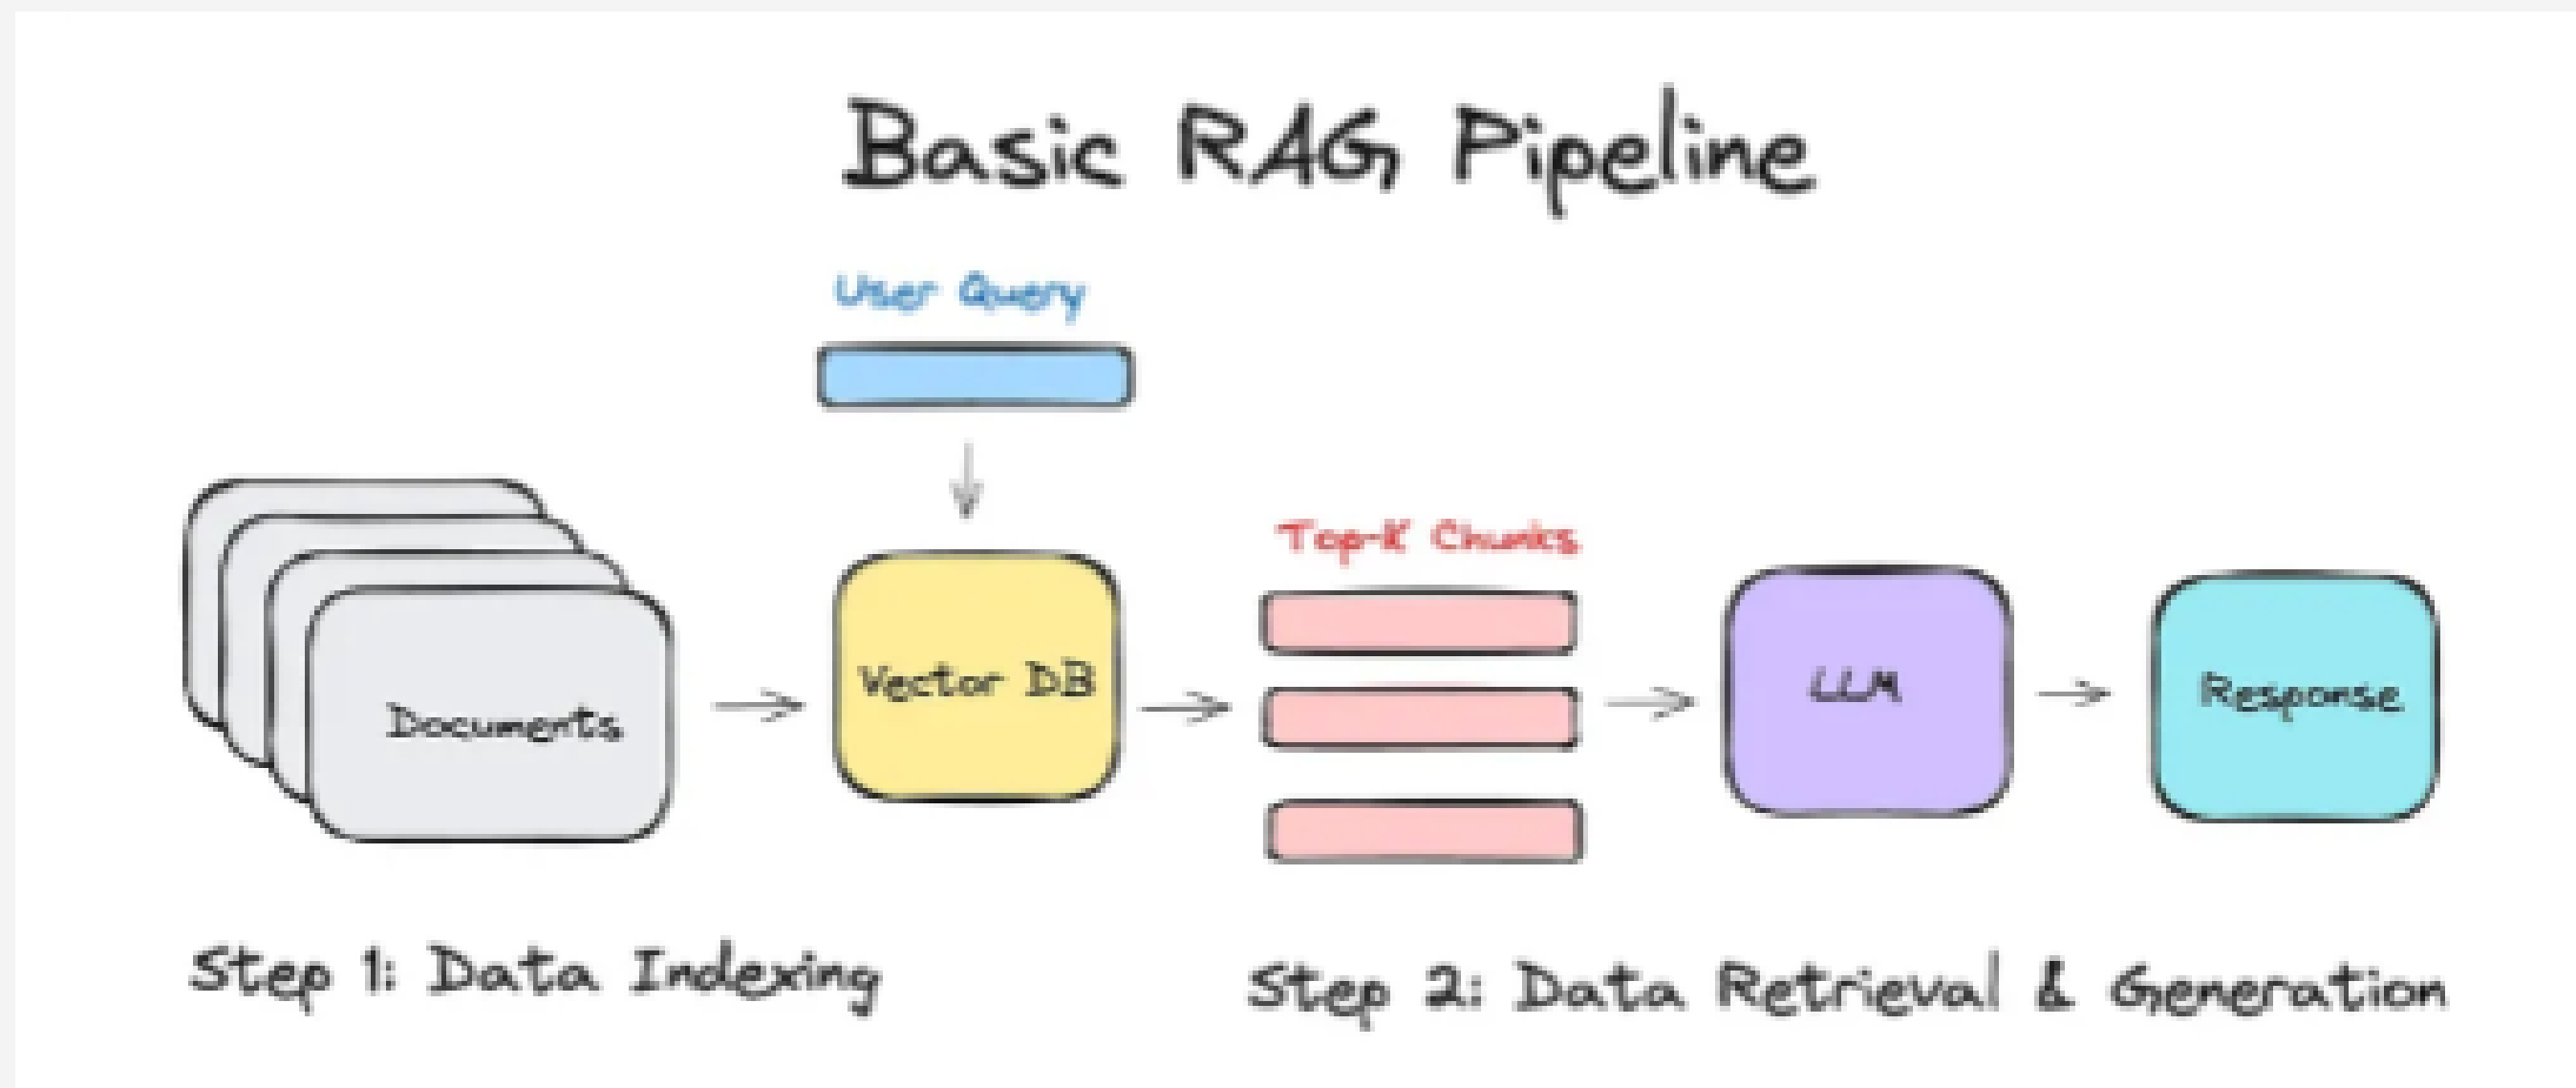 Basic RAG Pipeline
User Query
Top-K Chunks
Documents
Vector DB
LLM
Response
Step 1: Data Indexing
Step 2: Data Retrieval & Generation